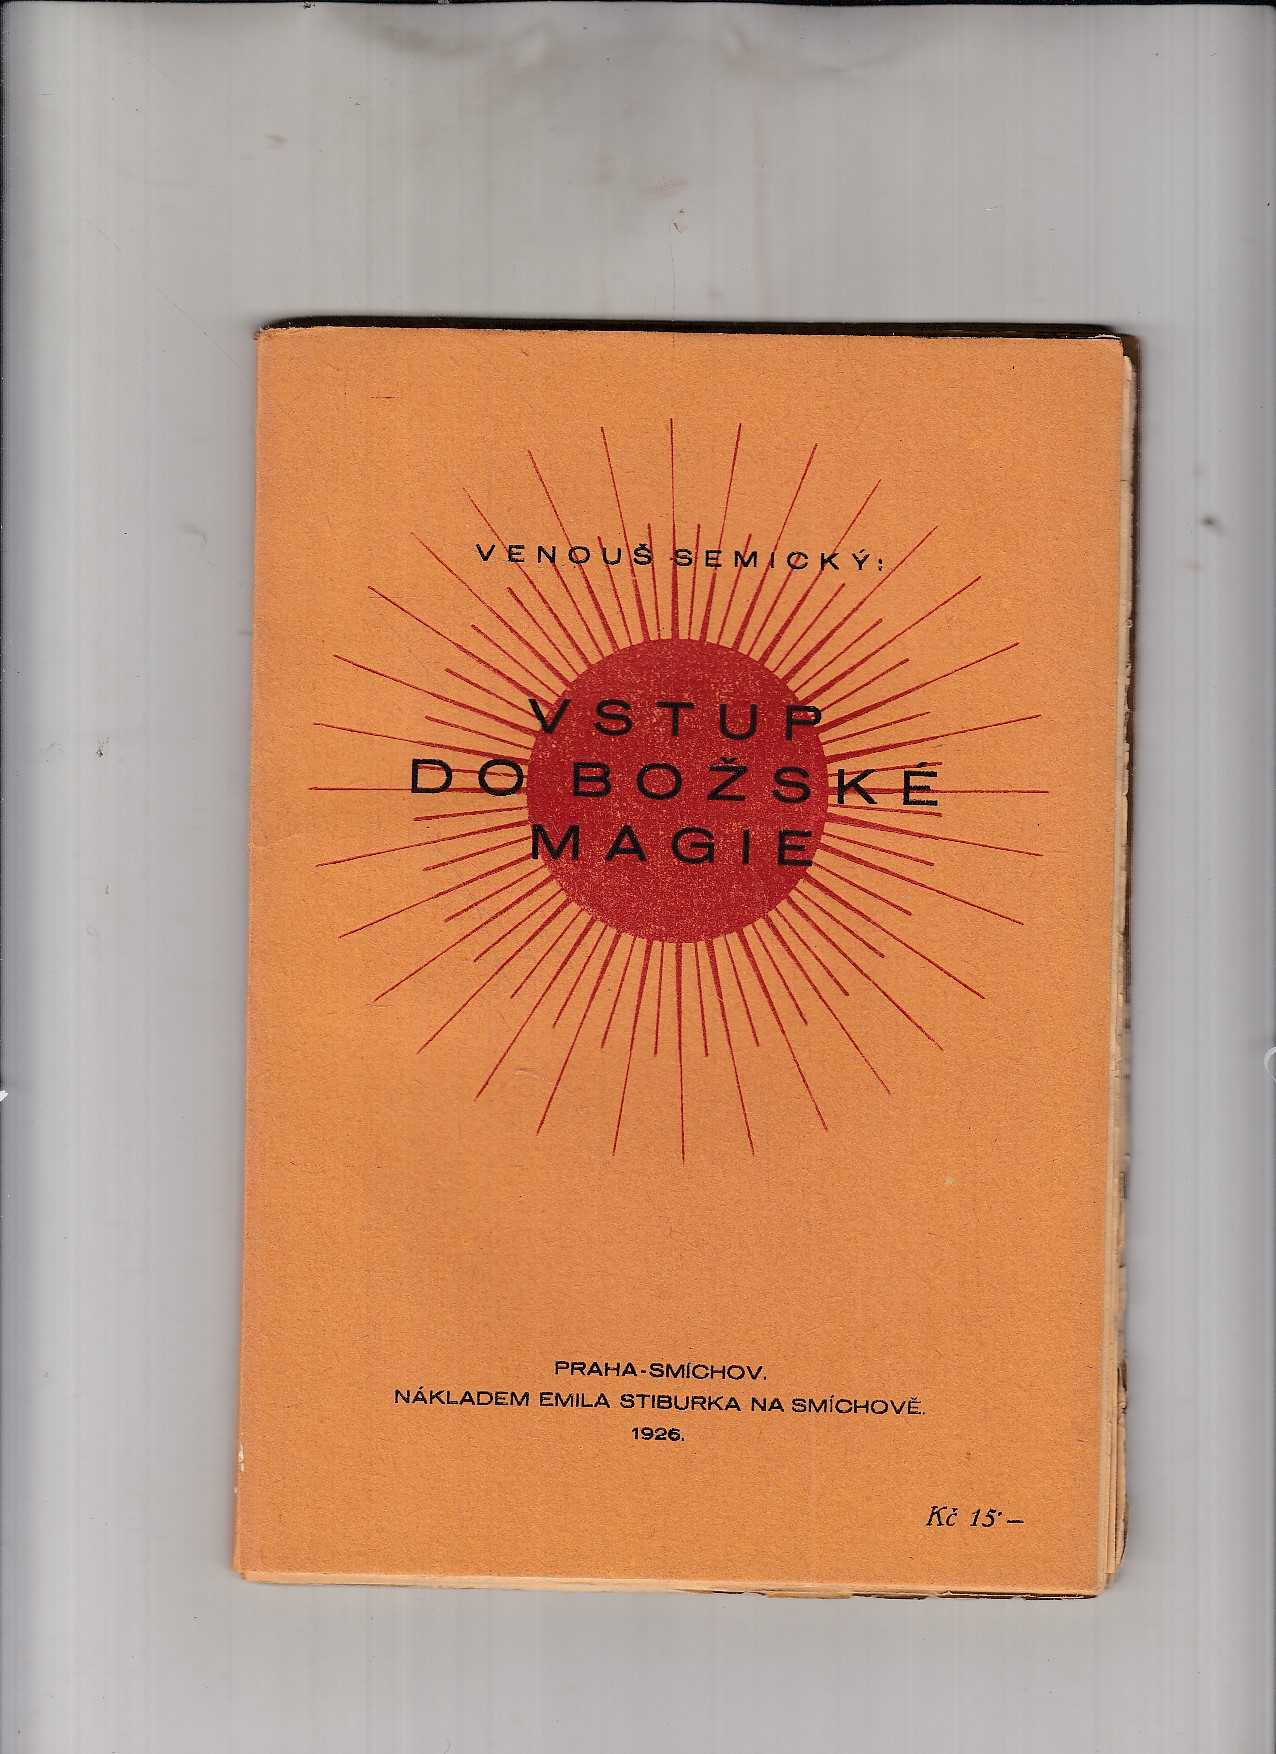 VENOUŠ SEMICKÝ:
VSTUP
DO BOŽSKÉ
MAGIE
PRAHA-SMÍCHOV.
NÁKLADEM EMILA STIBURKA NA SMÍCHOVĚ.
1926.
Kč 15·—